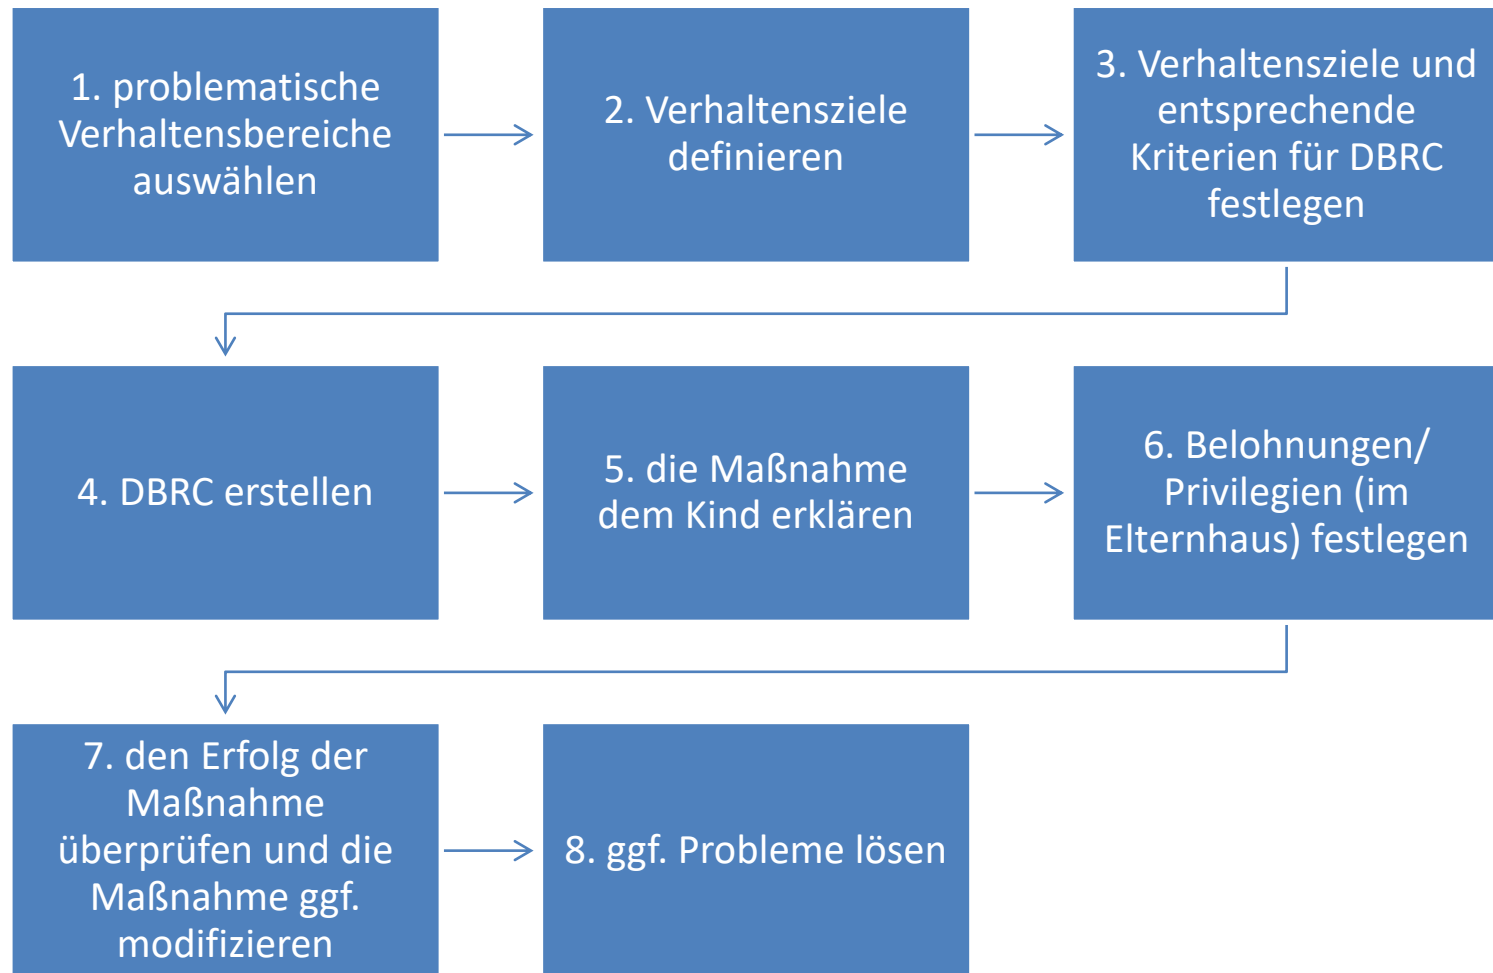 1. problematische
Verhaltensbereiche
auswählen
2. Verhaltensziele
definieren
3. Verhaltensziele und
entsprechende
Kriterien für DBRC
festlegen
4. DBRC erstellen
5. die Maßnahme
dem Kind erklären
6. Belohnungen/
Privilegien (im
Elternhaus) festlegen
7. den Erfolg der
Maßnahme
überprüfen und die
Maßnahme ggf.
modifizieren
8. ggf. Probleme lösen